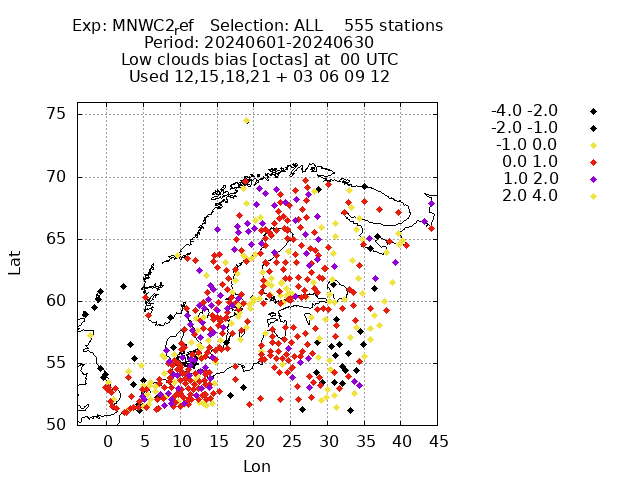 Exp: MNWC2ref   Selection: ALL    555 stations
Period: 20240601-20240630
Low clouds bias [octas] at  00 UTC
Used 12,15,18,21 + 03 06 09 12
-4.0 -2.0
-2.0 -1.0
-1.0 0.0
0.0 1.0
1.0 2.0
2.0 4.0
Lat
75
70
65
60
55
50
0 5 10 15 20 25 30 35 40 45
Lon